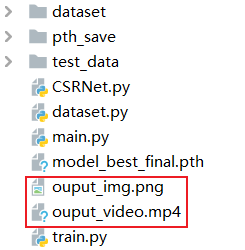 dataset
pth_save
test_data
CSRNet.py
dataset.py
main.py
model_best_final.pth
ouput_img.png
ouput_video.mp4
train.py